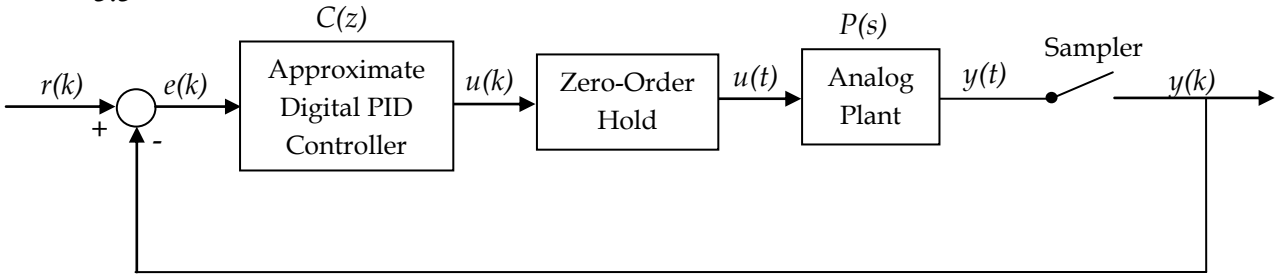 C(z)
P(s)
Sampler
r(k)
e(k)
Approximate
Digital PID
Controller
u(k)
Zero-Order
Hold
u(t)
Analog
Plant
y(t)
y(k)
+
-